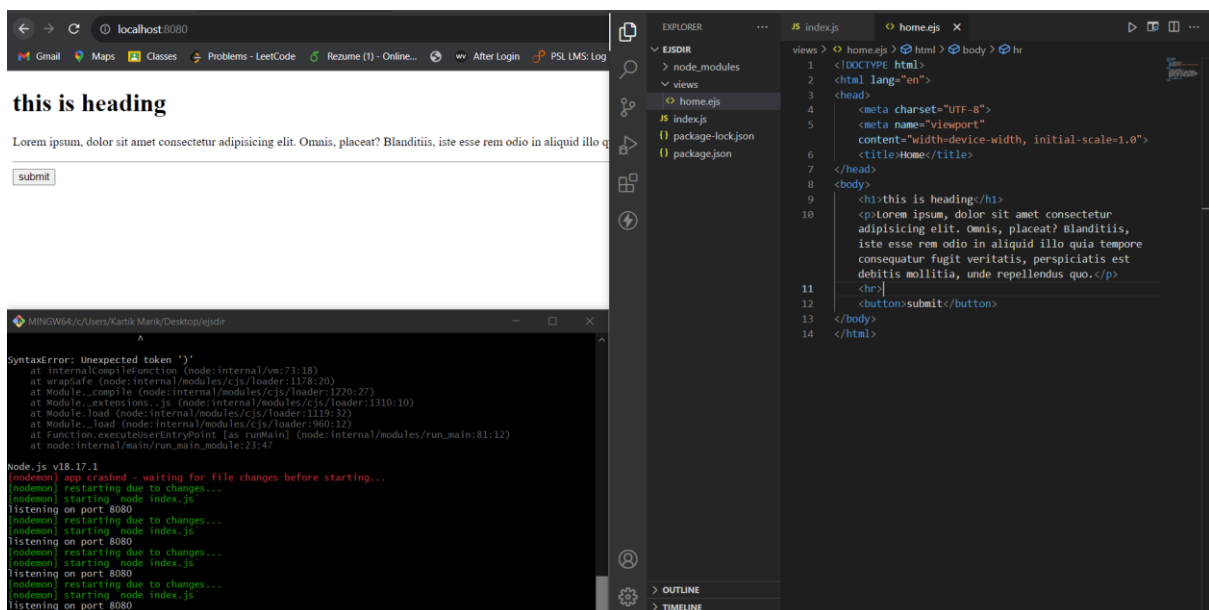 localhost:8080
Gmail Maps Classes Problems - LeetCode Rezume (1) - Online... After Login PSL LMS: Log
this is heading
Lorem ipsum, dolor sit amet consectetur adipisicing elit. Omnis, placeat? Blanditiis, iste esse rem odio in aliquid illo q
submit
MINGW64:/c/Users/Kartik Marik/Desktop/ejsdir
^
SyntaxError: Unexpected token ')'
at internalCompileFunction (node:internal/vm:73:18)
at wrapSafe (node:internal/modules/cjs/loader:1178:20)
at Module._compile (node:internal/modules/cjs/loader:1220:27)
at Module._extensions..js (node:internal/modules/cjs/loader:1310:10)
at Module.load (node:internal/modules/cjs/loader:1119:32)
at Module._load (node:internal/modules/cjs/loader:960:12)
at Function.executeUserEntryPoint [as runMain] (node:internal/modules/run_main:81:12)
at node:internal/main/run_main_module:23:47
Node.js v18.17.1
[nodemon] app crashed - waiting for file changes before starting...
[nodemon] restarting due to changes...
[nodemon] starting `node index.js`
listening on port 8080
[nodemon] restarting due to changes...
[nodemon] starting `node index.js`
listening on port 8080
[nodemon] restarting due to changes...
[nodemon] starting `node index.js`
listening on port 8080
[nodemon] restarting due to changes...
[nodemon] starting `node index.js`
listening on port 8080
EXPLORER ...
EJSDIR
node_modules
views
<> home.ejs
JS index.js
{} package-lock.json
{} package.json
OUTLINE
TIMELINE
JS index.js <> home.ejs
views > <> home.ejs > html > body > hr
1 <!DOCTYPE html>
2 <html lang="en">
3 <head>
4 <meta charset="UTF-8">
5 <meta name="viewport"
content="width=device-width, initial-scale=1.0">
6 <title>Home</title>
7 </head>
8 <body>
9 <h1>this is heading</h1>
10 <p>Lorem ipsum, dolor sit amet consectetur
adipisicing elit. Omnis, placeat? Blanditiis,
iste esse rem odio in aliquid illo quia tempore
consequatur fugit veritatis, perspiciatis est
debitis mollitia, unde repellendus quo.</p>
11 <hr>
12 <button>submit</button>
13 </body>
14 </html>